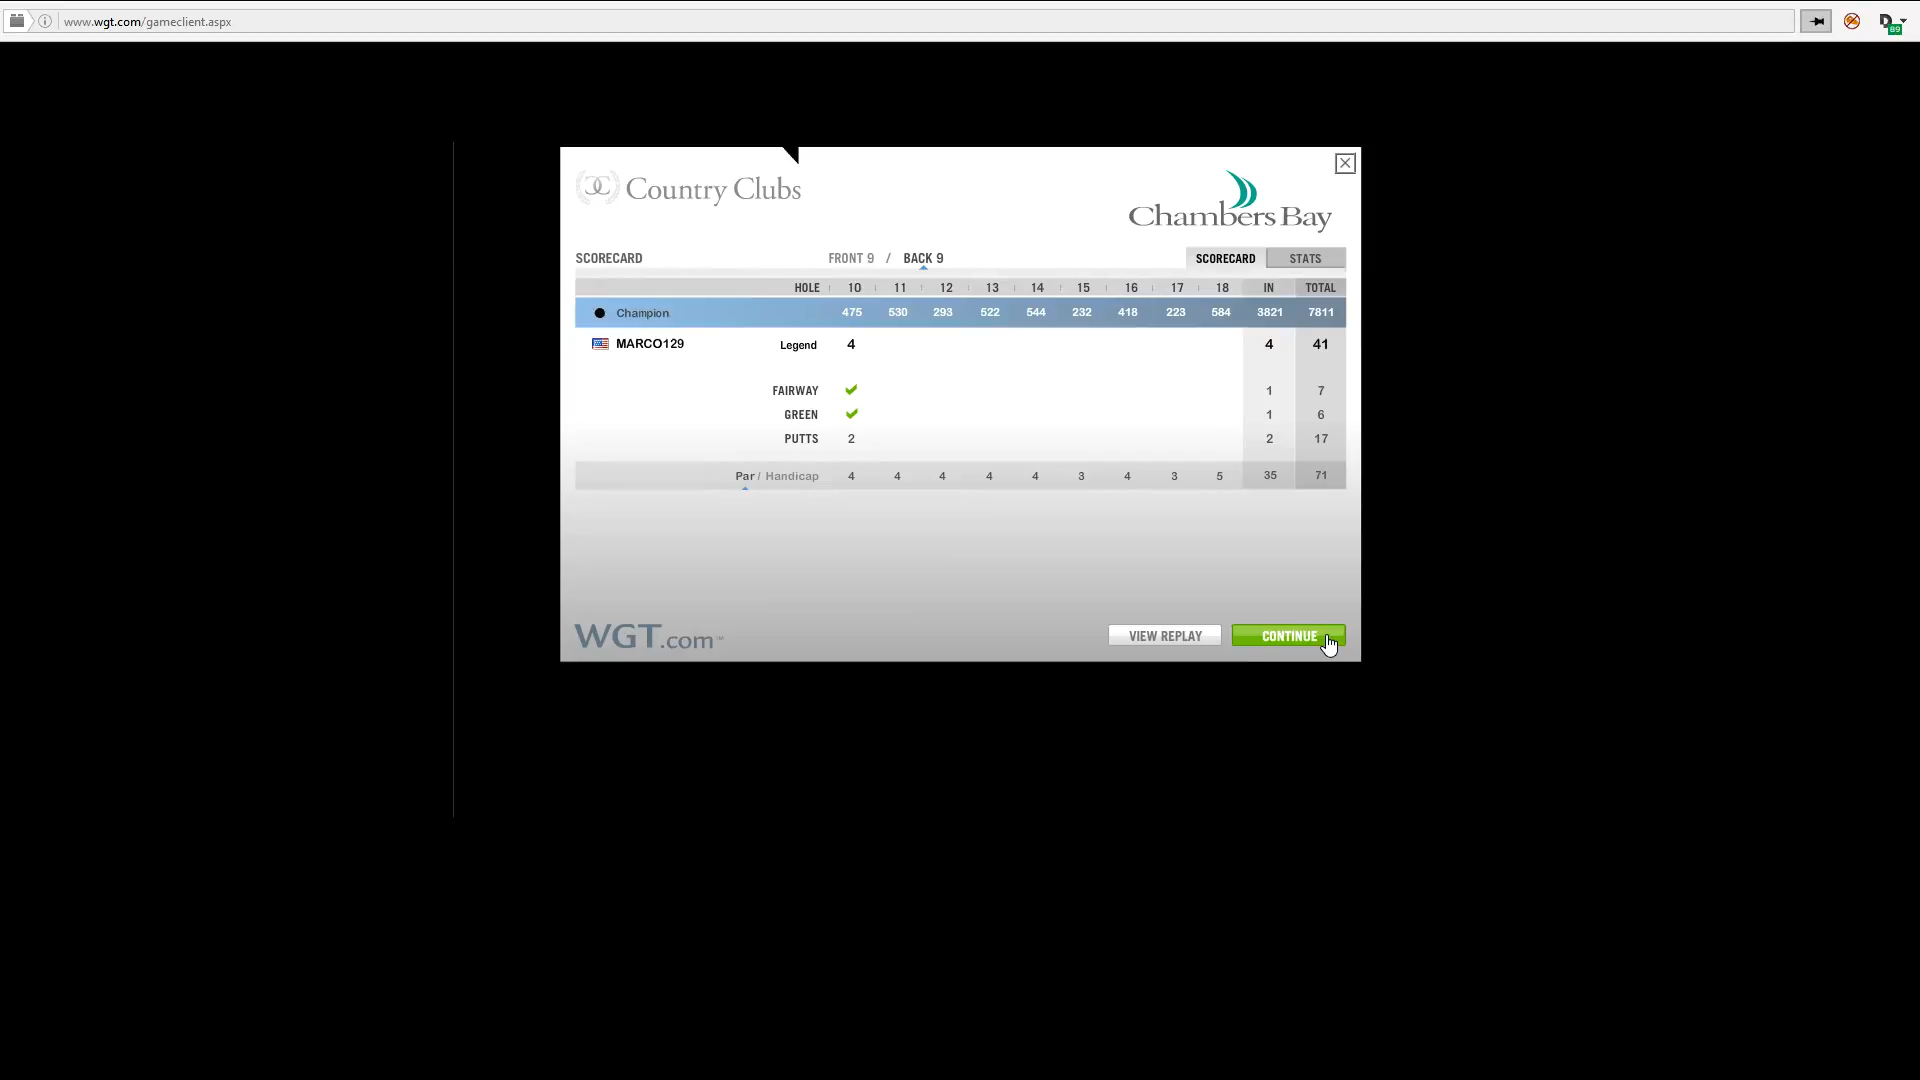 www.wgt.com/gameclient.aspx
D 89
CC Country Clubs
Chambers Bay
SCORECARD FRONT 9 / BACK 9 SCORECARD STATS
HOLE 10 11 12 13 14 15 16 17 18 IN TOTAL
Champion 475 530 293 522 544 232 418 223 584 3821 7811
MARCO129 Legend 4 4 41
FAIRWAY 1 7
GREEN 1 6
PUTTS 2 2 17
Par / Handicap 4 4 4 4 4 3 4 3 5 35 71
WGT.com™ VIEW REPLAY CONTINUE